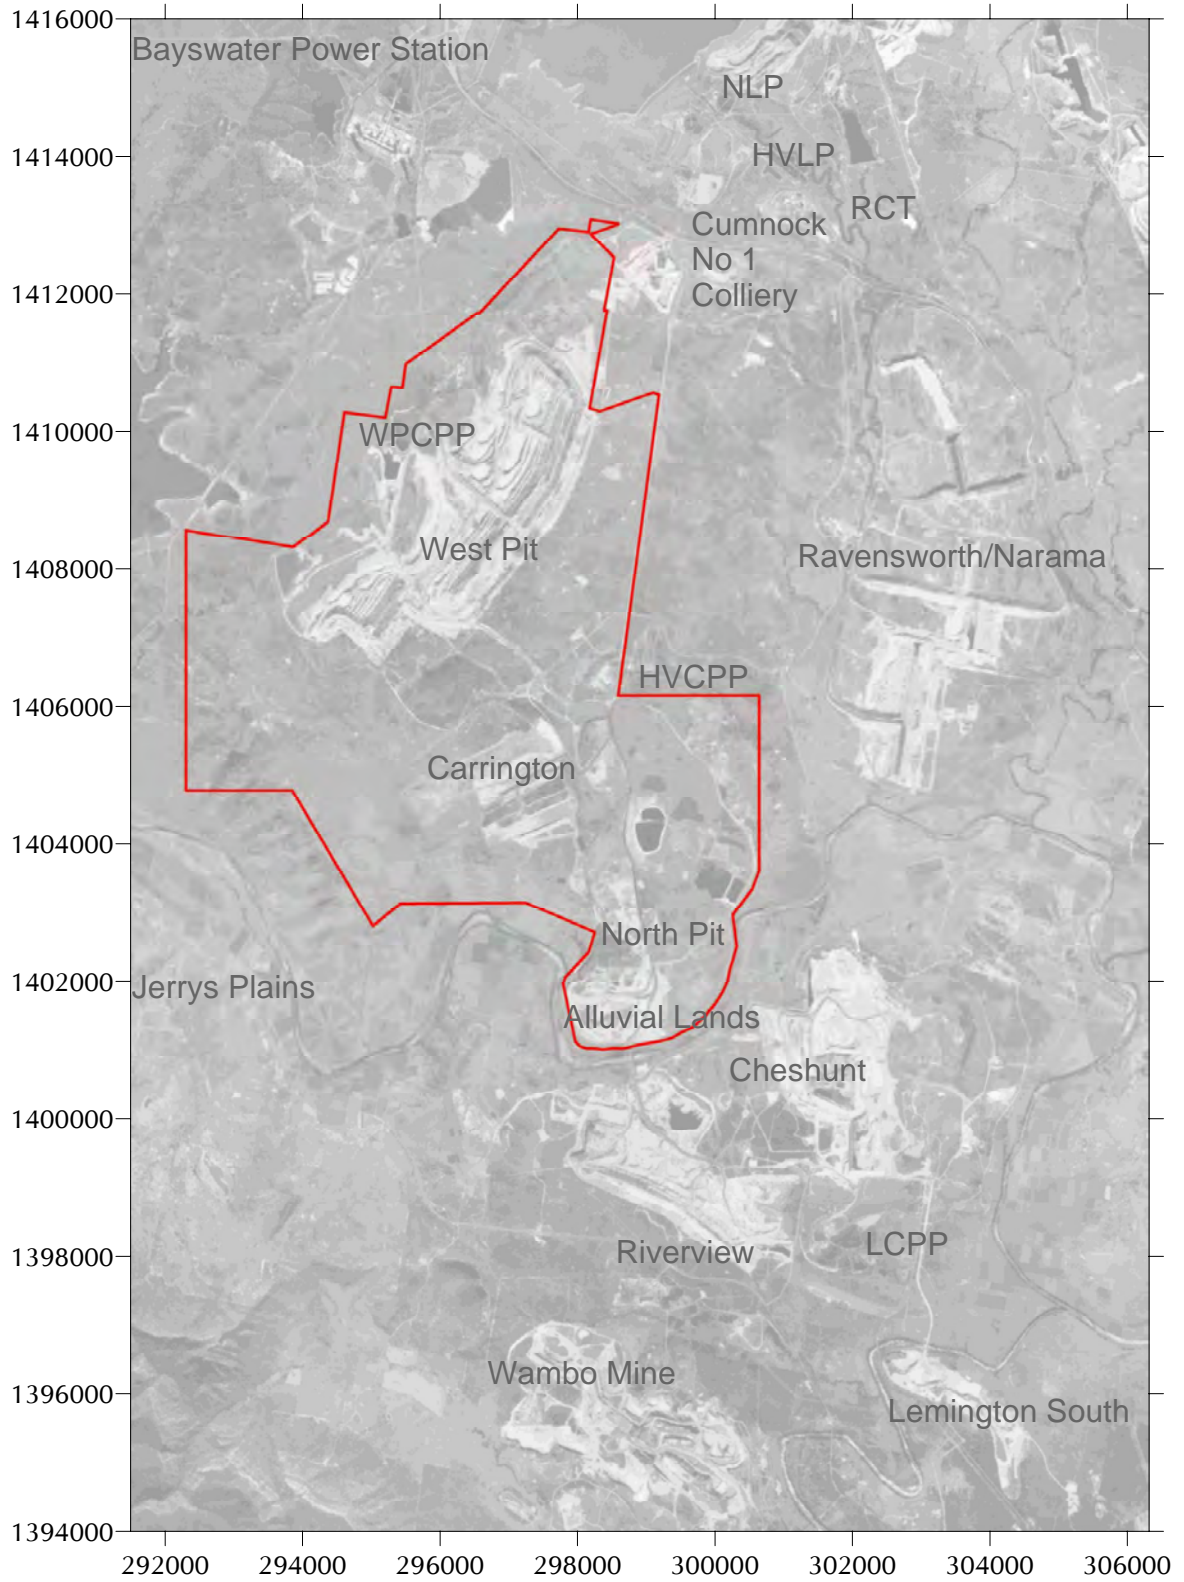 1416000
Bayswater Power Station
NLP
1414000
HVLP
RCT
Cumnock
No 1
Colliery
1412000
1410000
WPCPP
West Pit
Ravensworth/Narama
1408000
HVCPP
1406000
Carrington
1404000
North Pit
1402000
Jerrys Plains
Alluvial Lands
Cheshunt
1400000
Riverview
LCPP
1398000
Wambo Mine
1396000
Lemington South
1394000
292000 294000 296000 298000 300000 302000 304000 306000